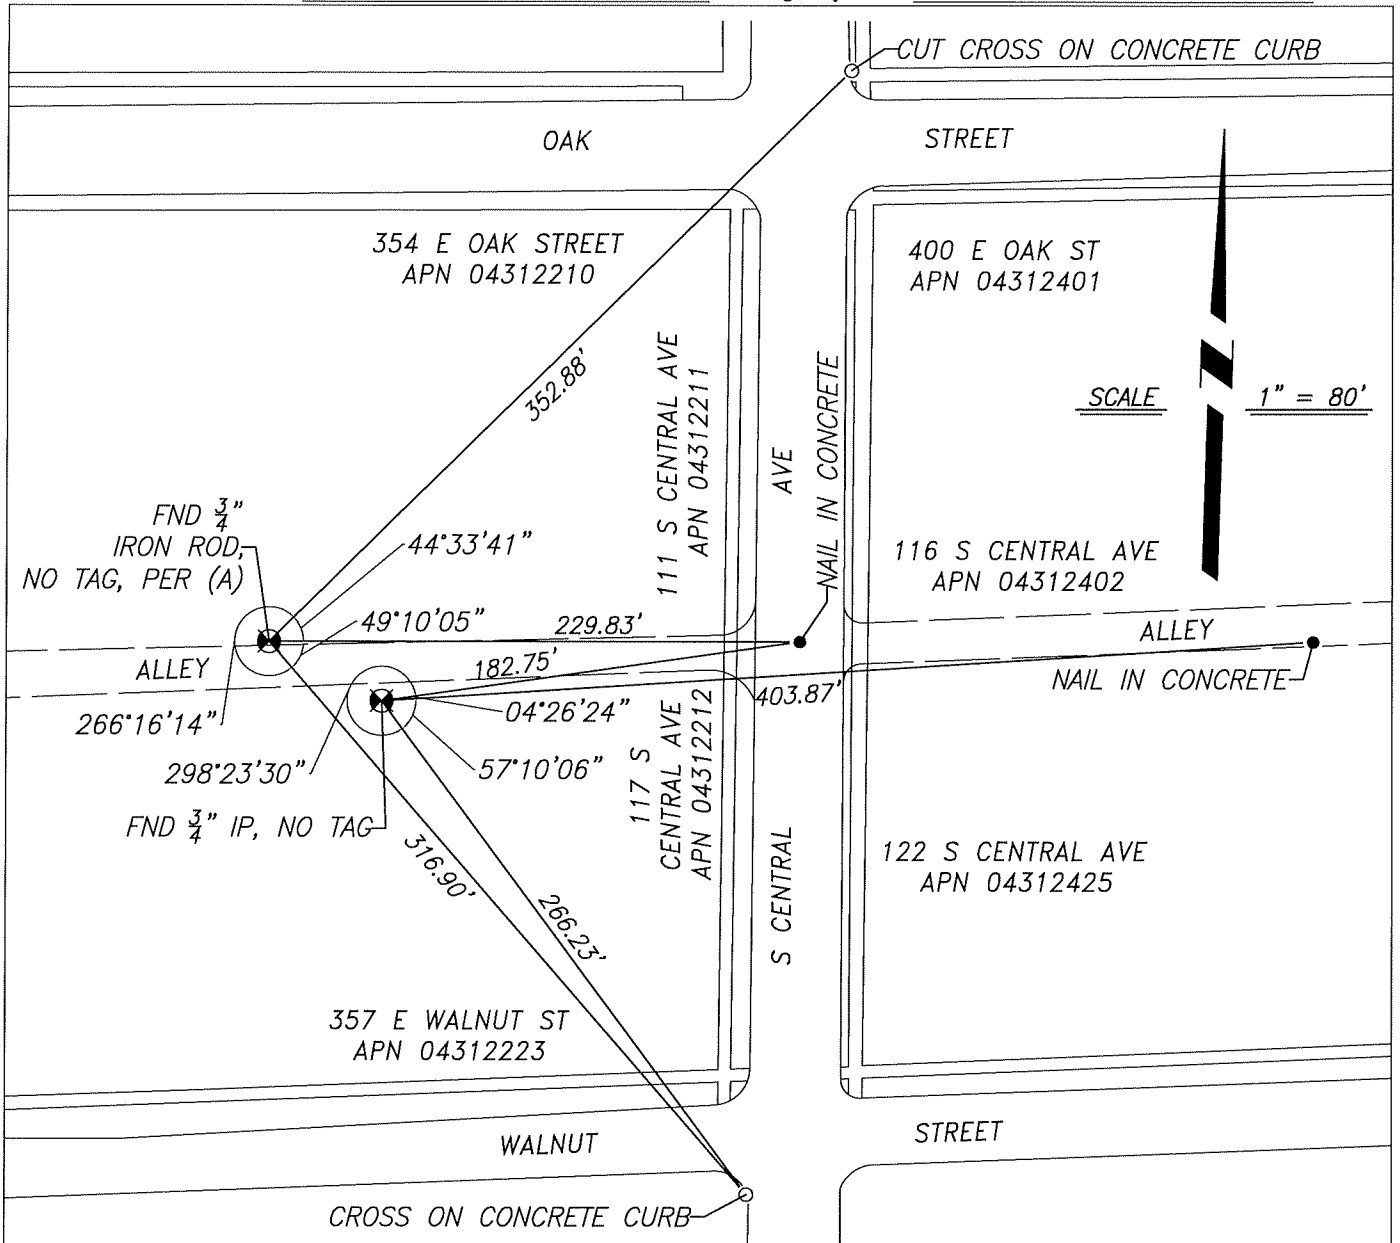 CUT CROSS ON CONCRETE CURB
OAK
STREET
354 E OAK STREET
APN 04312210
400 E OAK ST
APN 04312401
352.88'
111 S CENTRAL AVE
APN 04312211
AVE
NAIL IN CONCRETE
SCALE 1" = 80'
FND 3/4"
IRON ROD,
NO TAG, PER (A)
44°33'41"
49°10'05"
229.83'
116 S CENTRAL AVE
APN 04312402
ALLEY
182.75'
ALLEY
403.87'
NAIL IN CONCRETE
266°16'14"
04°26'24"
298°23'30"
57°10'06"
117 S
CENTRAL AVE
APN 04312212
FND 3/4" IP, NO TAG
316.90'
266.23'
S CENTRAL
122 S CENTRAL AVE
APN 04312425
357 E WALNUT ST
APN 04312223
WALNUT
STREET
CROSS ON CONCRETE CURB